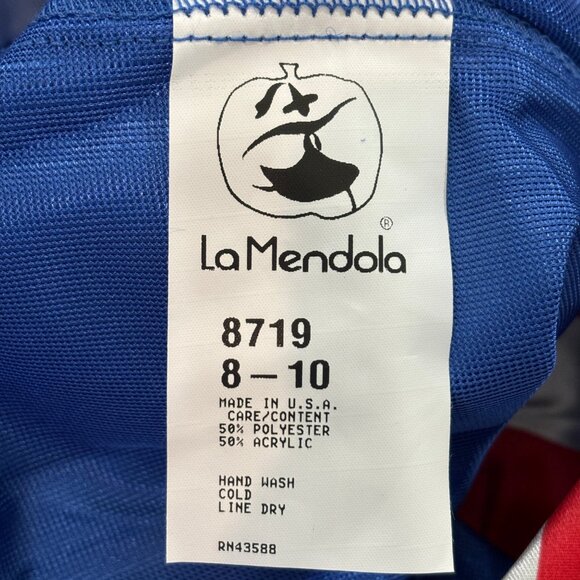 ®
La Mendola
8719
8 — 10
MADE IN U.S.A.
CARE/CONTENT
50% POLYESTER
50% ACRYLIC
HAND WASH
COLD
LINE DRY
RN43588